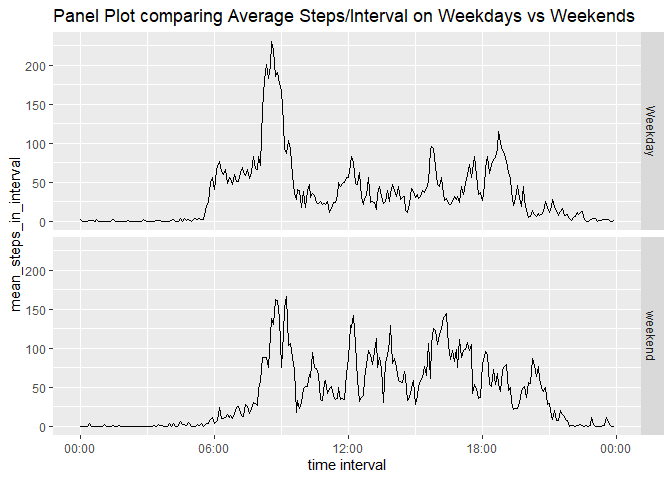 Panel Plot comparing Average Steps/Interval on Weekdays vs Weekends
mean_steps_in_interval
200
150
100
50
0
Weekday
200
150
100
50
0
weekend
00:00 06:00 12:00 18:00 00:00
time interval